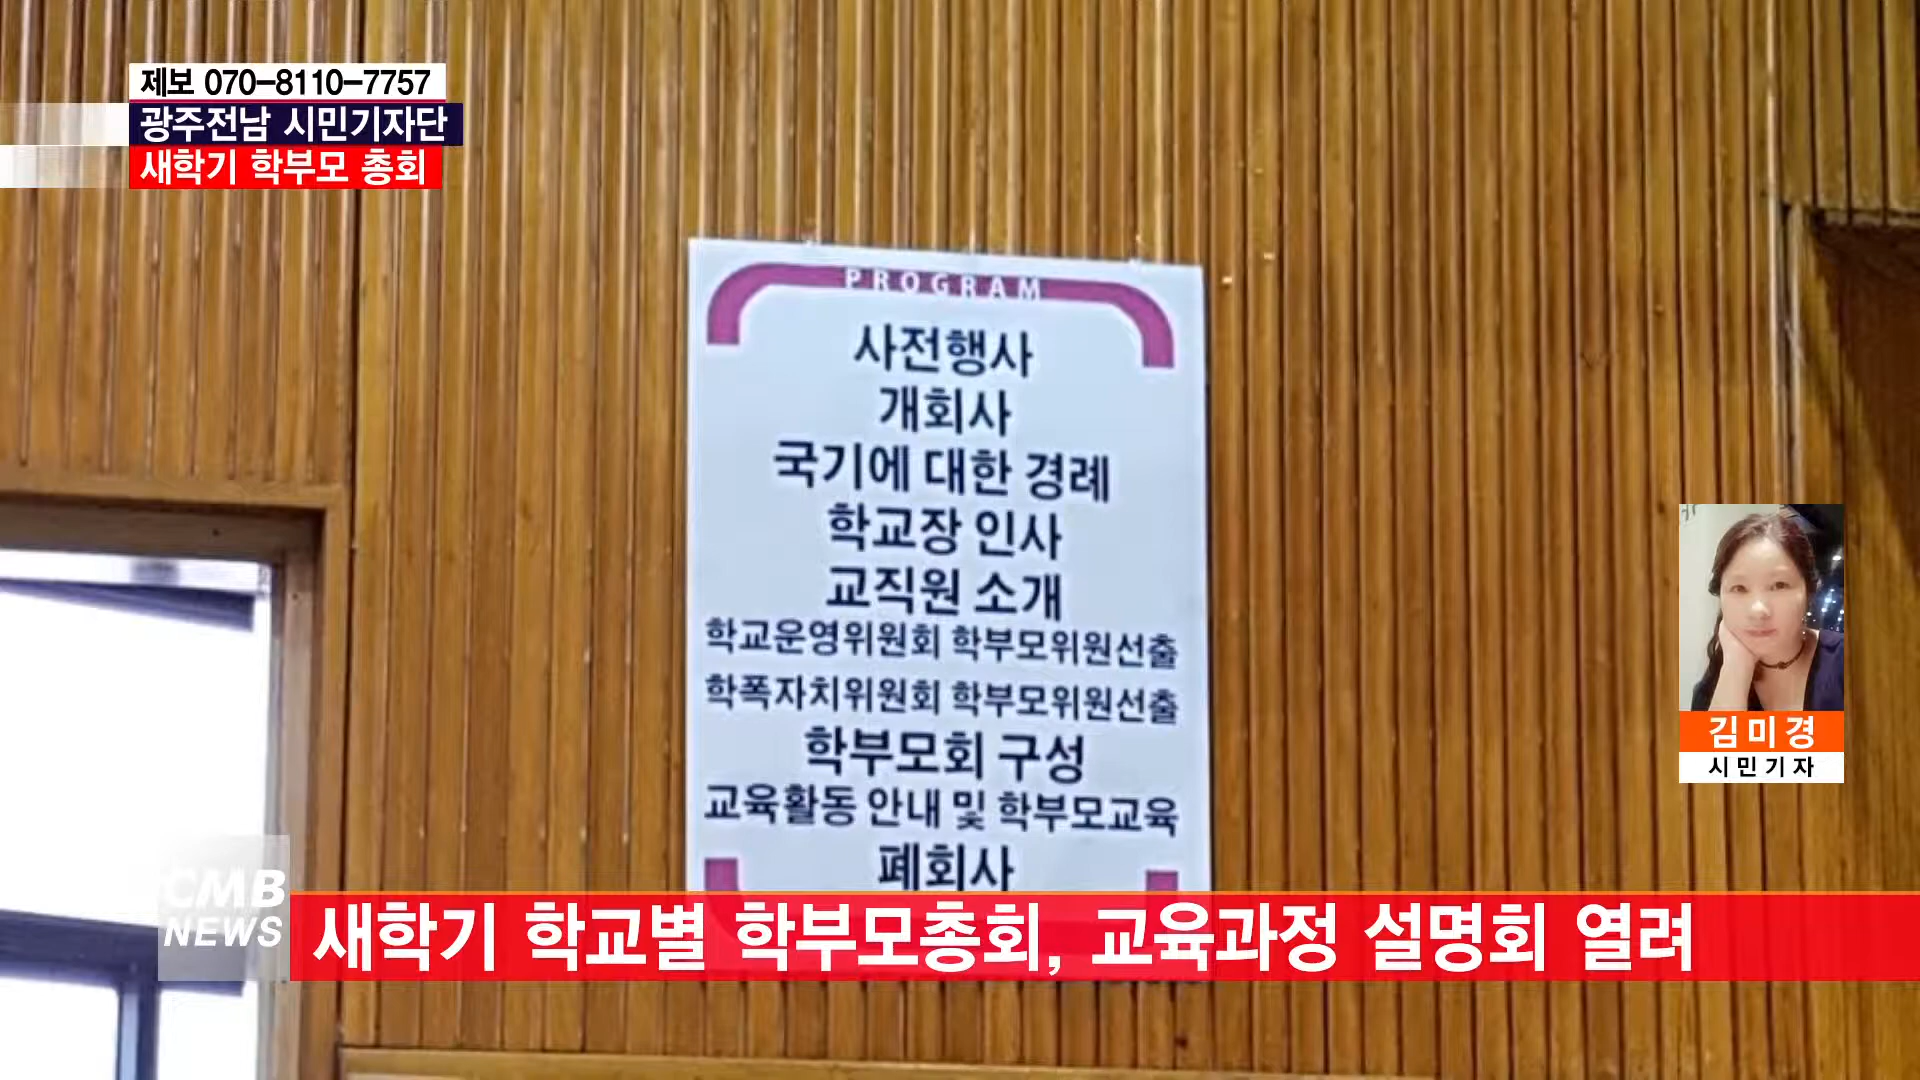 제보 070-8110-7757
광주전남 시민기자단
새학기 학부모 총회
PROGRAM
사전행사
개회사
국기에 대한 경례
학교장 인사
교직원 소개
학교운영위원회 학부모위원선출
학폭자치위원회 학부모위원선출
학부모회 구성
교육활동 안내 및 학부모교육
폐회사
김미경
시민기자
CMB
NEWS
새학기 학교별 학부모총회, 교육과정 설명회 열려